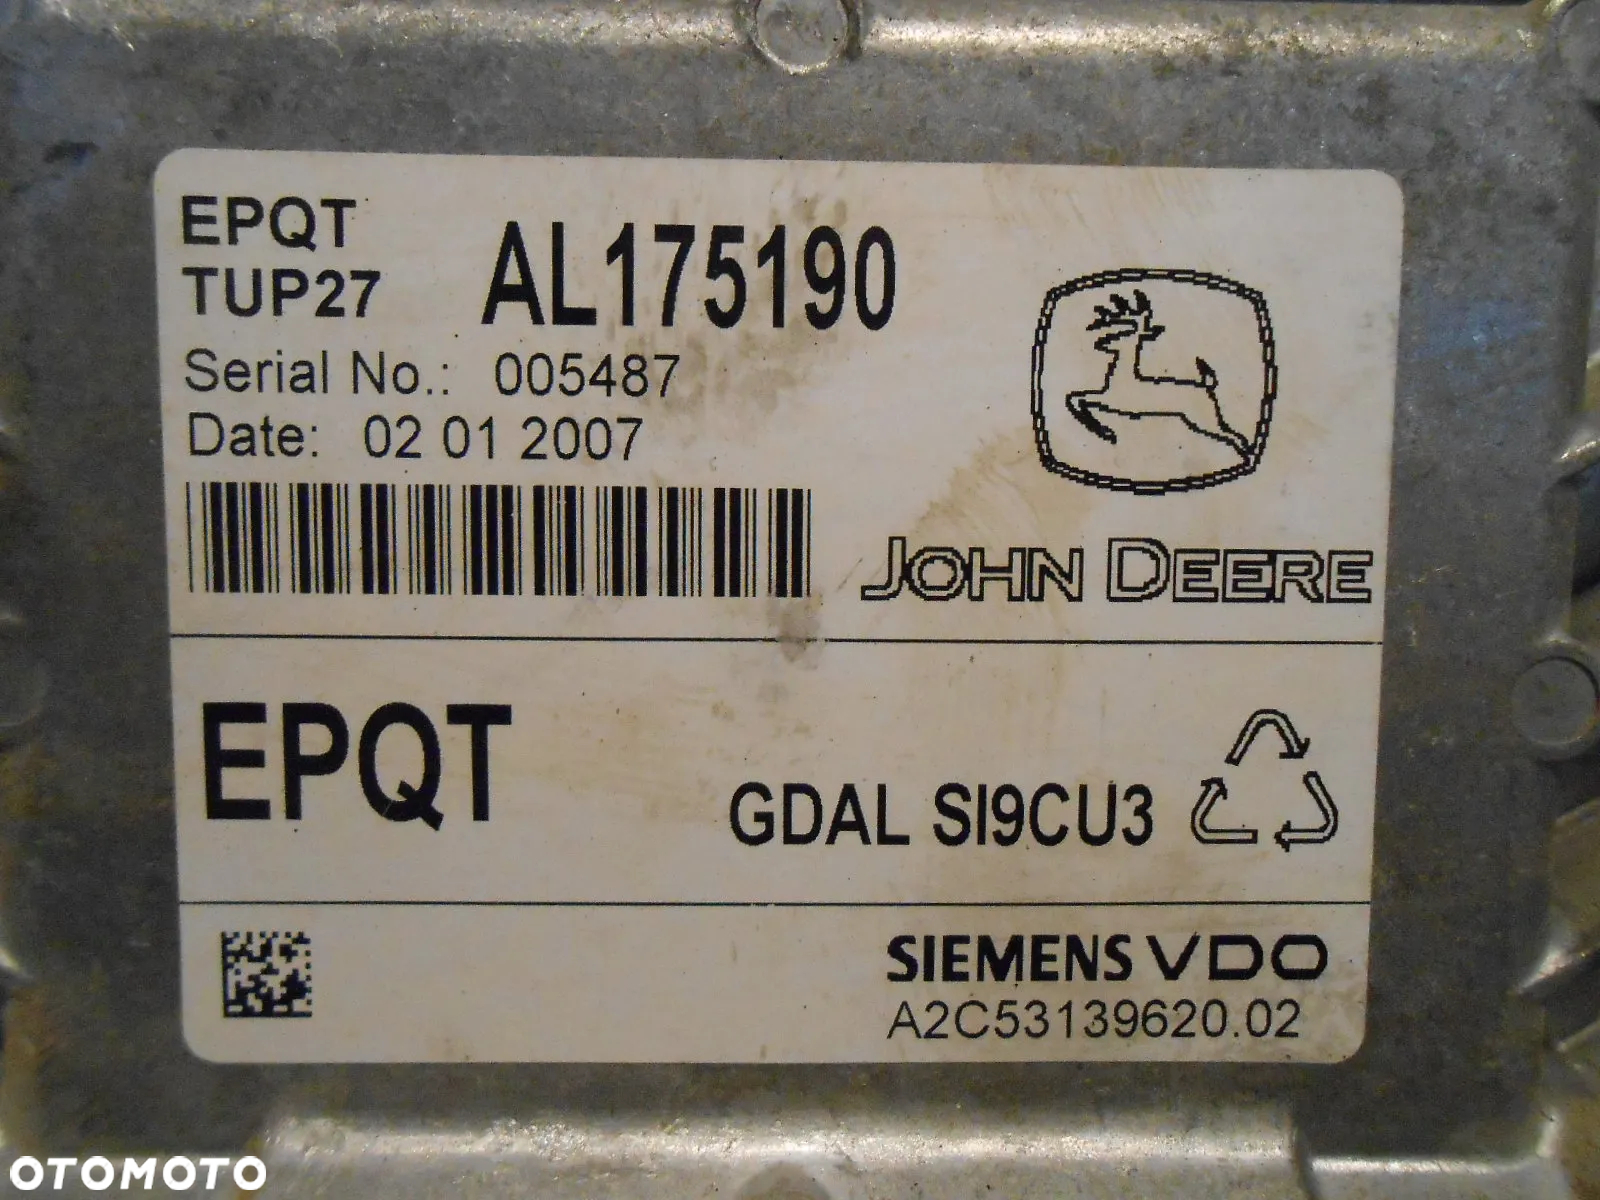 EPQT
TUP27
AL175190
Serial No.: 005487
Date: 02 01 2007
JOHN DEERE
EPQT
GDAL SI9CU3
SIEMENS VDO
A2C53139620.02
OTOMOTO